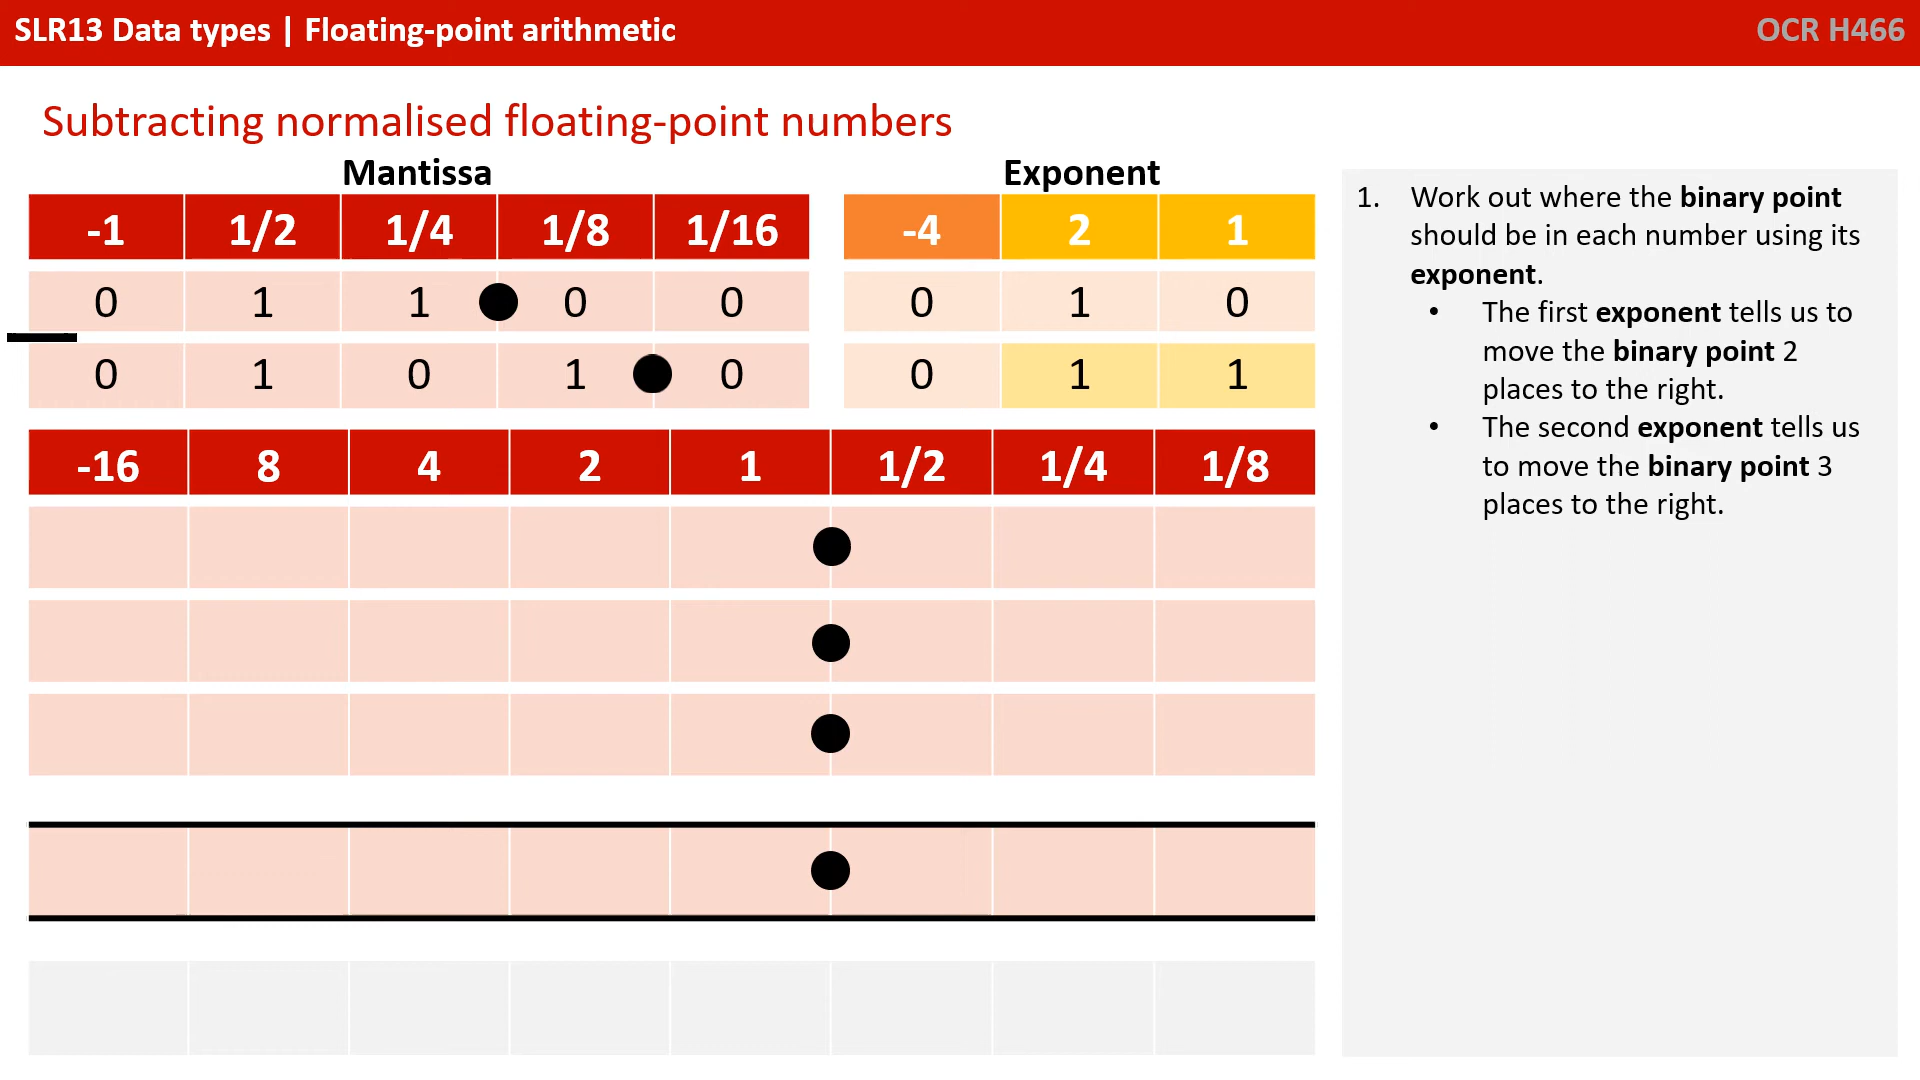 SLR13 Data types | Floating-point arithmetic
OCR H466
Subtracting normalised floating-point numbers
Mantissa Exponent
-1 1/2 1/4 1/8 1/16 -4 2 1
0 1 1 0 0 0 1 0
0 1 0 1 0 0 1 1
-16 8 4 2 1 1/2 1/4 1/8
1. Work out where the binary point
should be in each number using its
exponent.
• The first exponent tells us to
move the binary point 2
places to the right.
• The second exponent tells us
to move the binary point 3
places to the right.